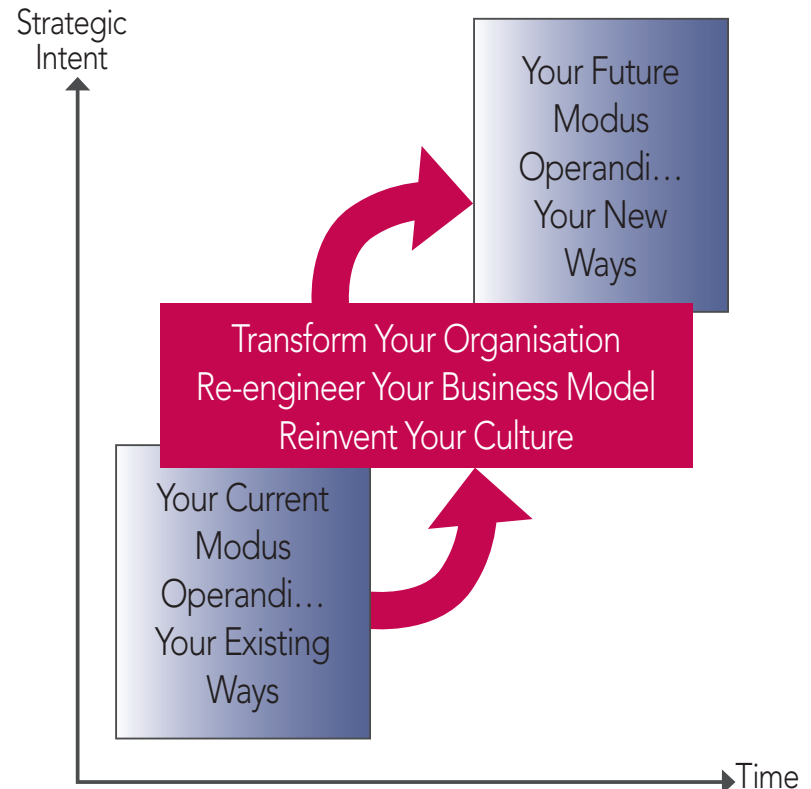 Strategic
Intent
Your Future
Modus
Operandi…
Your New
Ways
Transform Your Organisation
Re-engineer Your Business Model
Reinvent Your Culture
Your Current
Modus
Operandi…
Your Existing
Ways
Time